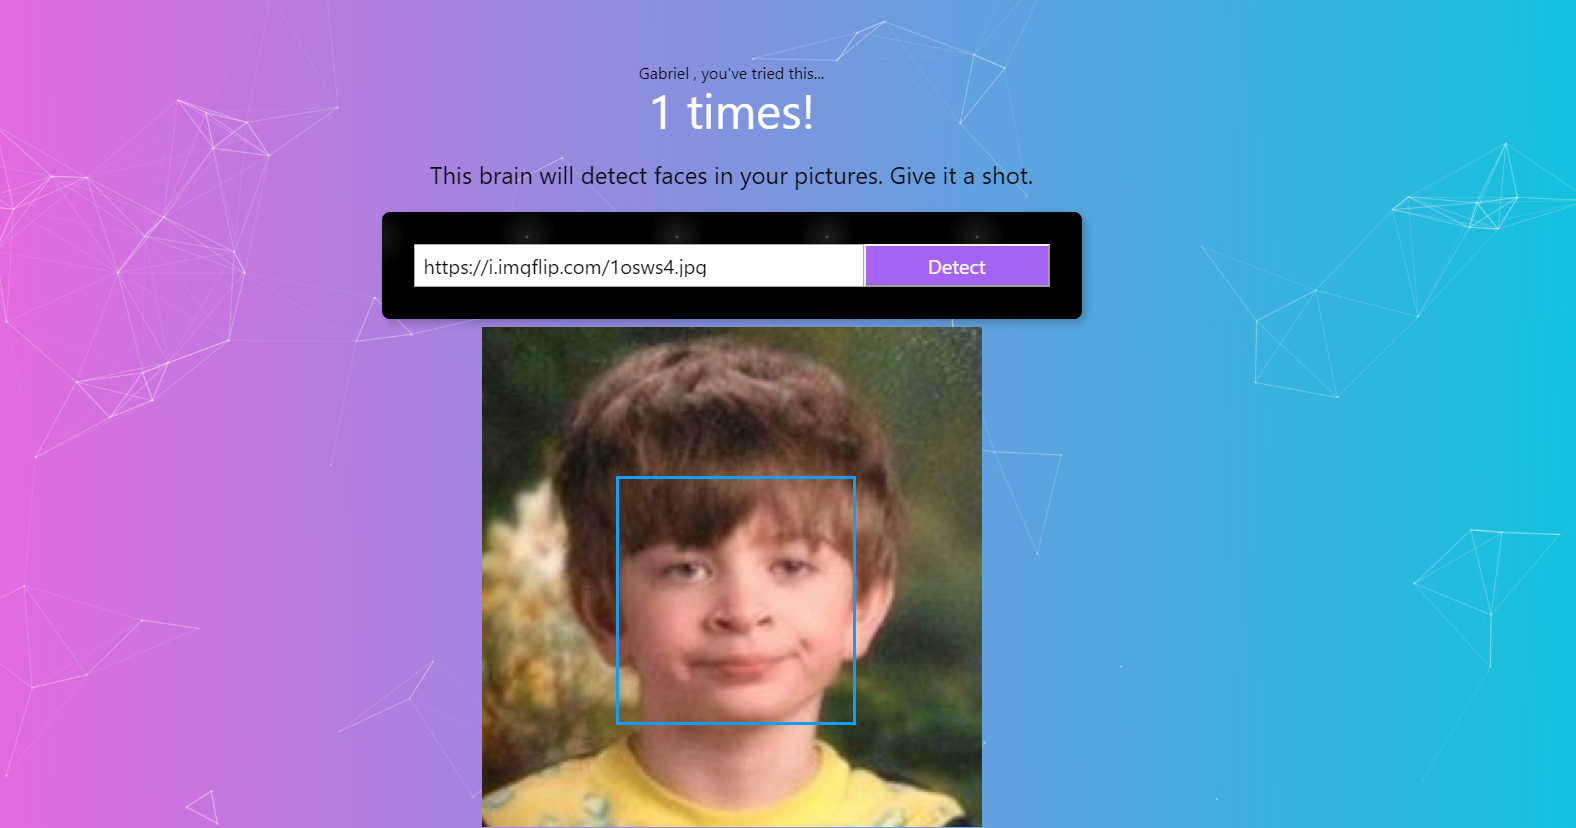 Gabriel , you've tried this...
1 times!
This brain will detect faces in your pictures. Give it a shot.
https://i.imgflip.com/1osws4.jpg
Detect